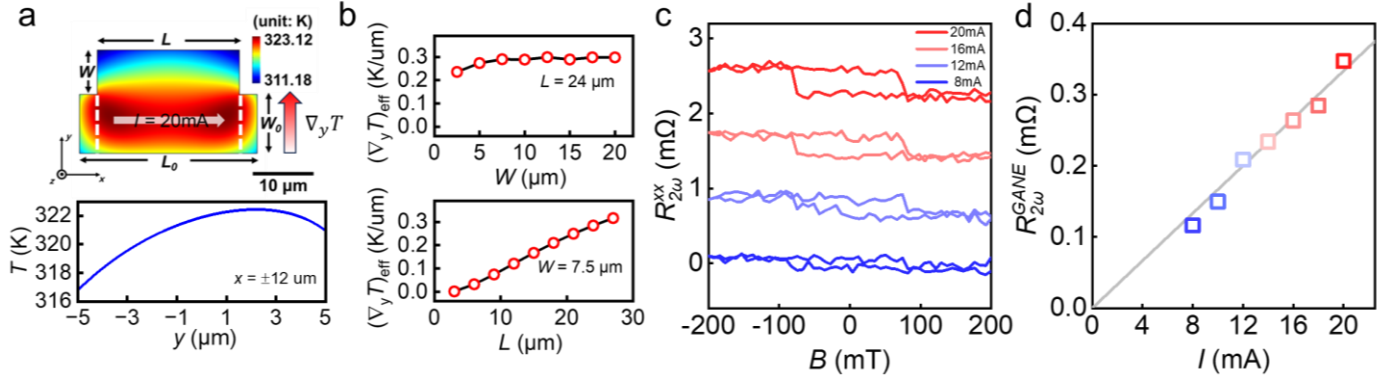 a
(unit: K)
323.12
311.18
L
W
I = 20mA
W₀
∇yT
L₀
y
z
x
10 μm
322
320
318
316
T (K)
x = ±12 um
−5
−3
−1
1
3
5
y (μm)
b
0.3
0.2
0.1
0.0
(∇yT)eff (K/um)
L = 24 μm
0
5
10
15
20
W (μm)
0.3
0.2
0.1
0.0
(∇yT)eff (K/um)
W = 7.5 μm
0
10
20
30
L (μm)
c
20mA
16mA
12mA
8mA
3
2
1
0
R2ωxx (mΩ)
-200
-100
0
100
200
B (mT)
d
0.4
0.3
0.2
0.1
0.0
R2ωGANE (mΩ)
0
4
8
12
16
20
I (mA)